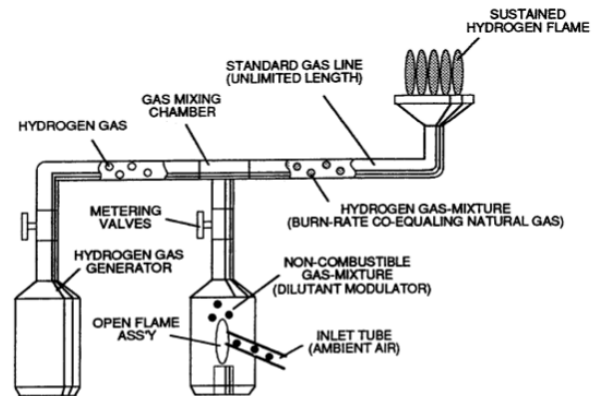 SUSTAINED
HYDROGEN FLAME
STANDARD GAS LINE
(UNLIMITED LENGTH)
GAS MIXING
CHAMBER
HYDROGEN GAS
METERING
VALVES
HYDROGEN GAS-MIXTURE
(BURN-RATE CO-EQUALING NATURAL GAS)
HYDROGEN GAS
GENERATOR
NON-COMBUSTIBLE
GAS-MIXTURE
(DILUTANT MODULATOR)
OPEN FLAME
ASS'Y
INLET TUBE
(AMBIENT AIR)